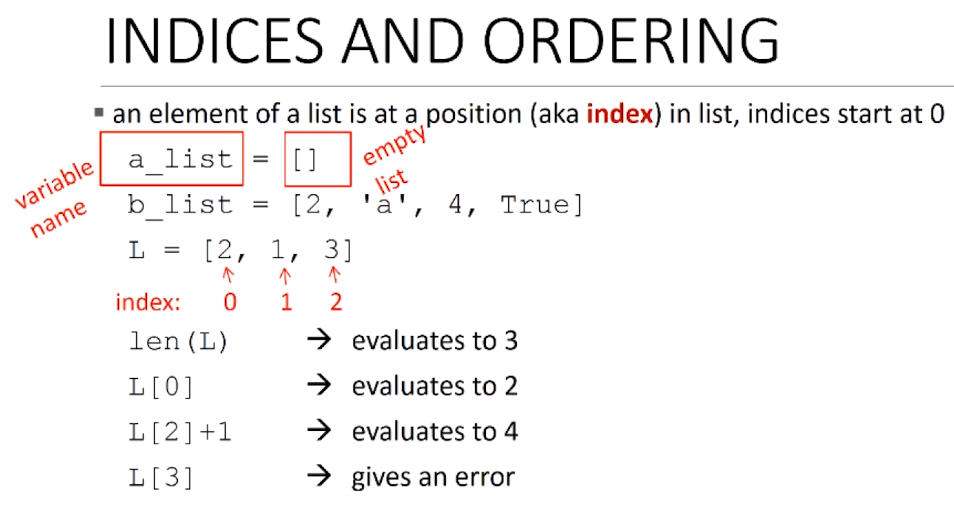 INDICES AND ORDERING
▪ an element of a list is at a position (aka index) in list, indices start at 0
variable name
a_list = []
empty list
b_list = [2, 'a', 4, True]
L = [2, 1, 3]
index: 0 1 2
len(L) → evaluates to 3
L[0] → evaluates to 2
L[2]+1 → evaluates to 4
L[3] → gives an error